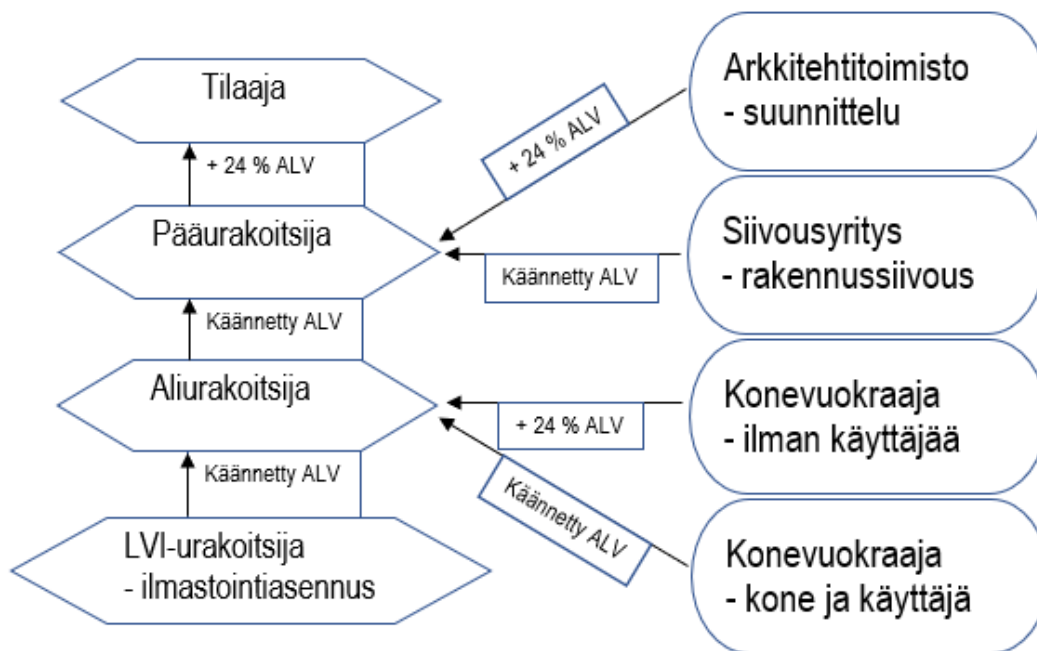 Tilaaja
+ 24 % ALV
Pääurakoitsija
Käännetty ALV
Aliurakoitsija
Käännetty ALV
LVI-urakoitsija
- ilmastointiasennus
+ 24 % ALV
Käännetty ALV
+ 24 % ALV
Käännetty ALV
Arkkitehtitoimisto
- suunnittelu
Siivousyritys
- rakennussiivous
Konevuokraaja
- ilman käyttäjää
Konevuokraaja
- kone ja käyttäjä